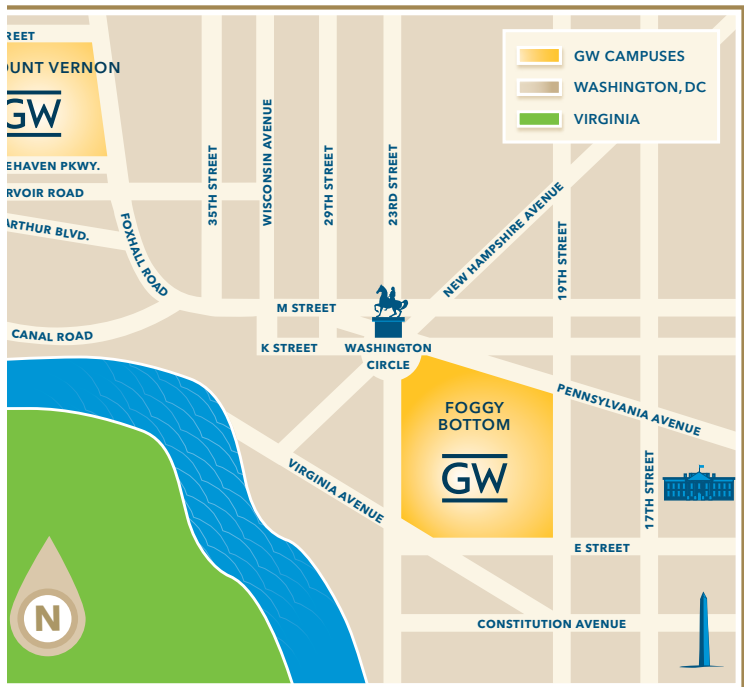 REET
OUNT VERNON
GW
EHAVEN PKWY.
RVOIR ROAD
ARTHUR BLVD.
FOXHALL ROAD
CANAL ROAD
35TH STREET
WISCONSIN AVENUE
29TH STREET
23RD STREET
NEW HAMPSHIRE AVENUE
19TH STREET
GW CAMPUSES
WASHINGTON, DC
VIRGINIA
M STREET
K STREET
WASHINGTON
CIRCLE
FOGGY
BOTTOM
GW
PENNSYLVANIA AVENUE
VIRGINIA AVENUE
17TH STREET
E STREET
CONSTITUTION AVENUE
N